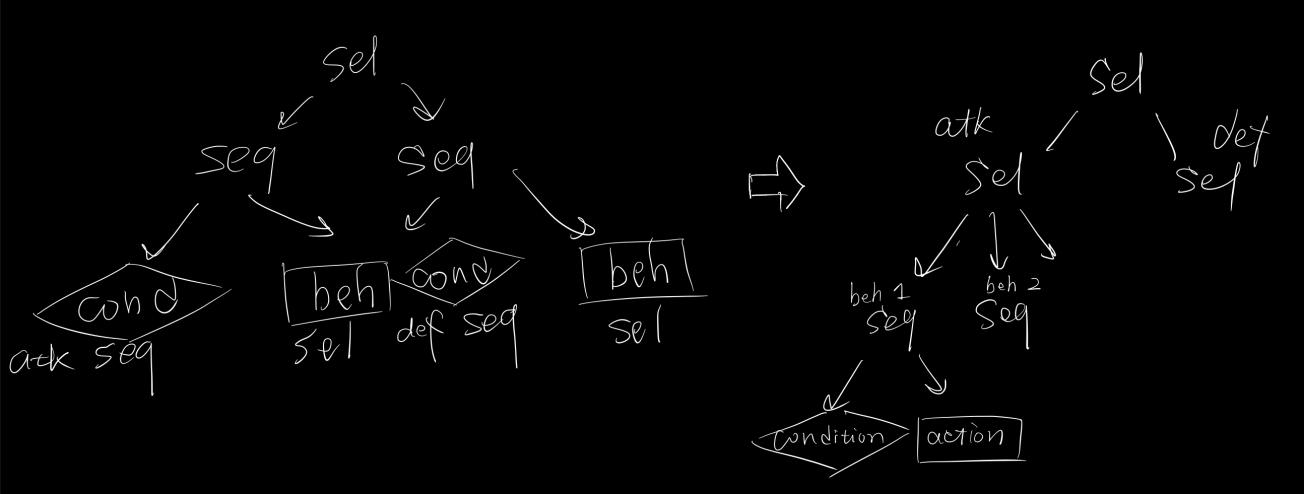 sel
seq seq
cond beh cond beh
atk seq sel def seq sel
Sel
atk def
Sel sel
beh 1 beh 2
seq seq
condition action